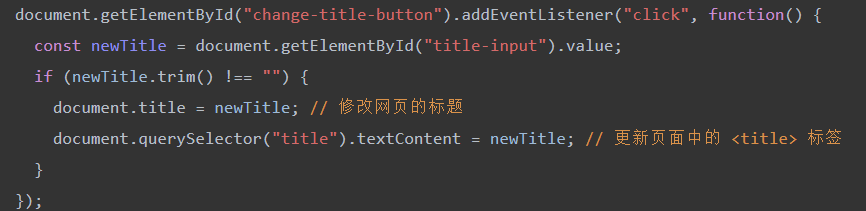 document.getElementById("change-title-button").addEventListener("click", function() {
  const newTitle = document.getElementById("title-input").value;
  if (newTitle.trim() !== "") {
    document.title = newTitle; // 修改网页的标题
    document.querySelector("title").textContent = newTitle; // 更新页面中的 <title> 标签
  }
});